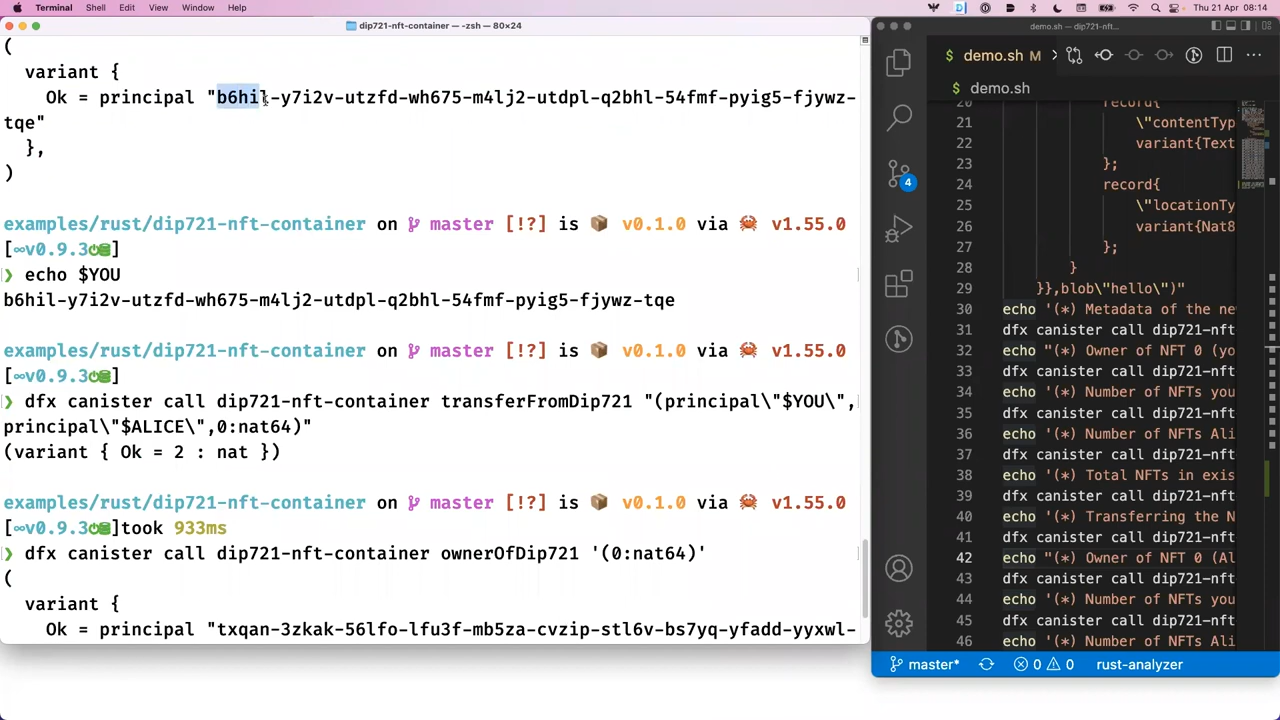 Terminal Shell Edit View Window Help
Thu 21 Apr 08:14
dip721-nft-container — -zsh — 80×24
(
variant {
Ok = principal "b6hil-y7i2v-utzfd-wh675-m4lj2-utdpl-q2bhl-54fmf-pyig5-fjywz-
tqe"
},
)
examples/rust/dip721-nft-container on master [!?] is v0.1.0 via v1.55.0
[∞v0.9.3]
❯ echo $YOU
b6hil-y7i2v-utzfd-wh675-m4lj2-utdpl-q2bhl-54fmf-pyig5-fjywz-tqe
examples/rust/dip721-nft-container on master [!?] is v0.1.0 via v1.55.0
[∞v0.9.3]
❯ dfx canister call dip721-nft-container transferFromDip721 "(principal\"$YOU\",
principal\"$ALICE\",0:nat64)"
(variant { Ok = 2 : nat })
examples/rust/dip721-nft-container on master [!?] is v0.1.0 via v1.55.0
[∞v0.9.3]took 933ms
❯ dfx canister call dip721-nft-container ownerOfDip721 '(0:nat64)'
(
variant {
Ok = principal "txqan-3zkak-56lfo-lfu3f-mb5za-cvzip-stl6v-bs7yq-yfadd-yyxwl-
demo.sh — dip721-nft...
demo.sh M
demo.sh
20 record{
21 \"contentTyp
22 variant{Text
23 };
24 record{
25 \"locationTy
26 variant{Nat8
27 };
28 }
29 }},blob\"hello\")"
30 echo '(*) Metadata of the ne
31 dfx canister call dip721-nft
32 echo "(*) Owner of NFT 0 (yo
33 dfx canister call dip721-nft
34 echo '(*) Number of NFTs you
35 dfx canister call dip721-nft
36 echo '(*) Number of NFTs Ali
37 dfx canister call dip721-nft
38 echo '(*) Total NFTs in exis
39 dfx canister call dip721-nft
40 echo '(*) Transferring the N
41 dfx canister call dip721-nft
42 echo "(*) Owner of NFT 0 (Al
43 dfx canister call dip721-nft
44 echo '(*) Number of NFTs you
45 dfx canister call dip721-nft
46 echo '(*) Number of NFTs Ali
4
master* 0 0 rust-analyzer